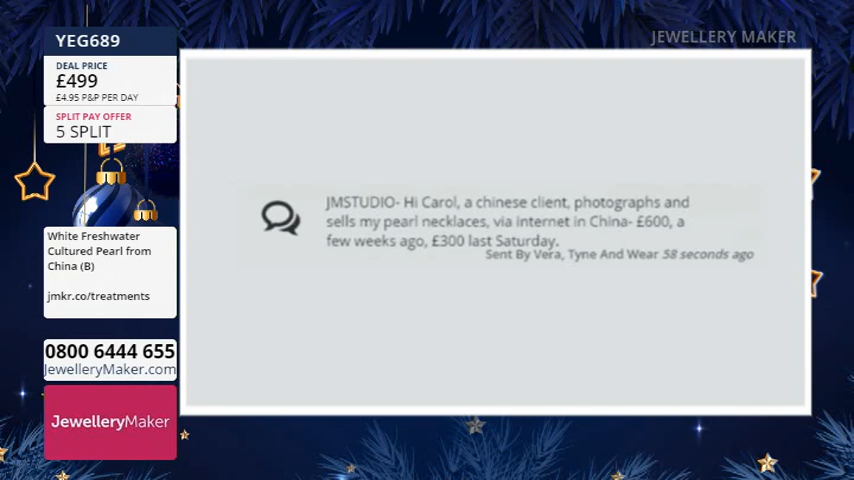 JEWELLERY MAKER
YEG689
DEAL PRICE
£499
£4.95 P&P PER DAY
SPLIT PAY OFFER
5 SPLIT
JMSTUDIO- Hi Carol, a chinese client, photographs and
sells my pearl necklaces, via internet in China- £600, a
few weeks ago, £300 last Saturday.
Sent By Vera, Tyne And Wear 58 seconds ago
White Freshwater
Cultured Pearl from
China (B)
jmkr.co/treatments
0800 6444 655
JewelleryMaker.com
JewelleryMaker